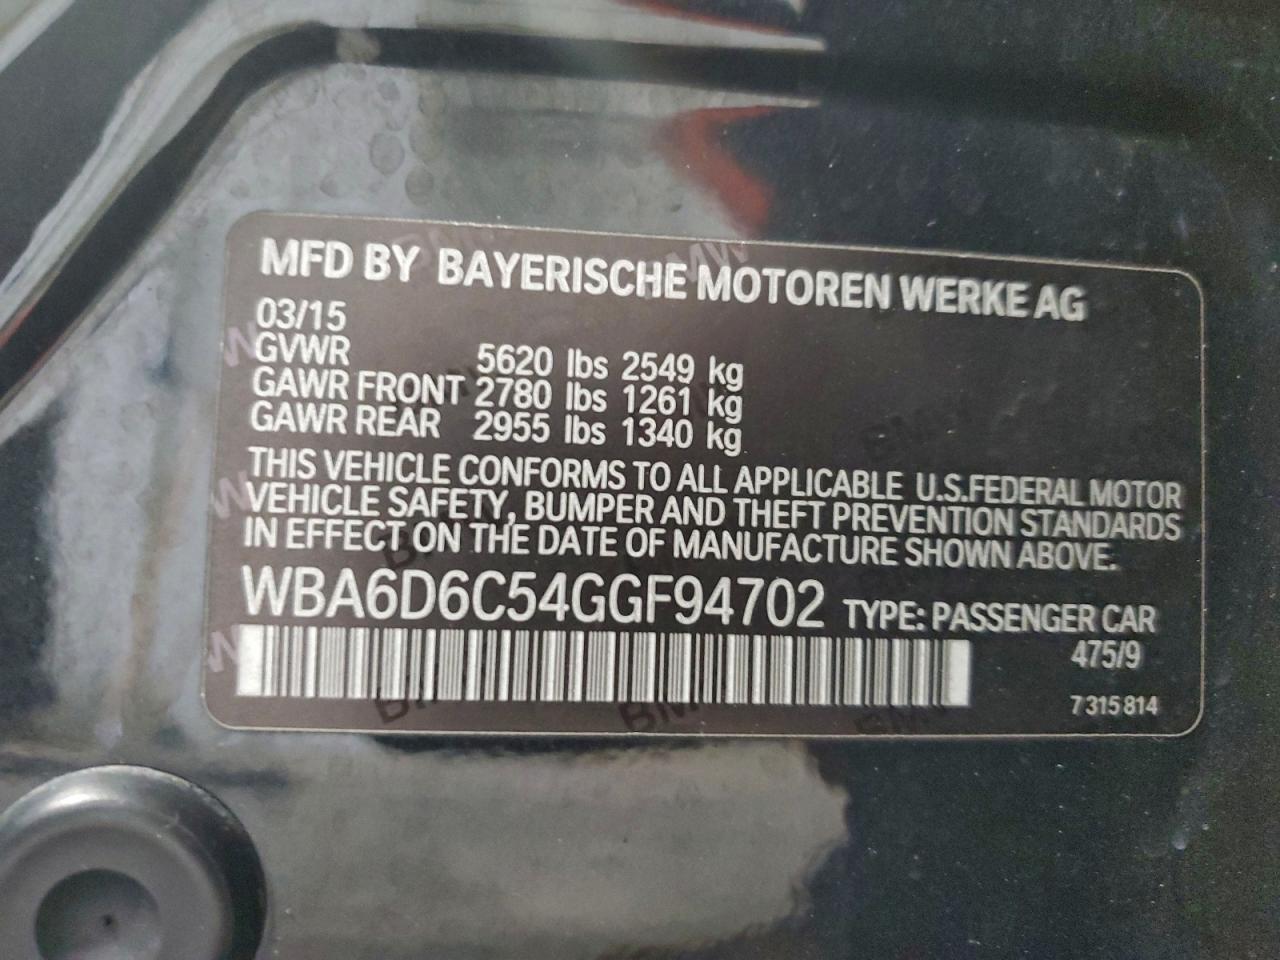 MFD BY BAYERISCHE MOTOREN WERKE AG
03/15
GVWR 5620 lbs 2549 kg
GAWR FRONT 2780 lbs 1261 kg
GAWR REAR 2955 lbs 1340 kg
THIS VEHICLE CONFORMS TO ALL APPLICABLE U.S.FEDERAL MOTOR
VEHICLE SAFETY, BUMPER AND THEFT PREVENTION STANDARDS
IN EFFECT ON THE DATE OF MANUFACTURE SHOWN ABOVE.
WBA6D6C54GGF94702 TYPE: PASSENGER CAR
475/9
7 315 814